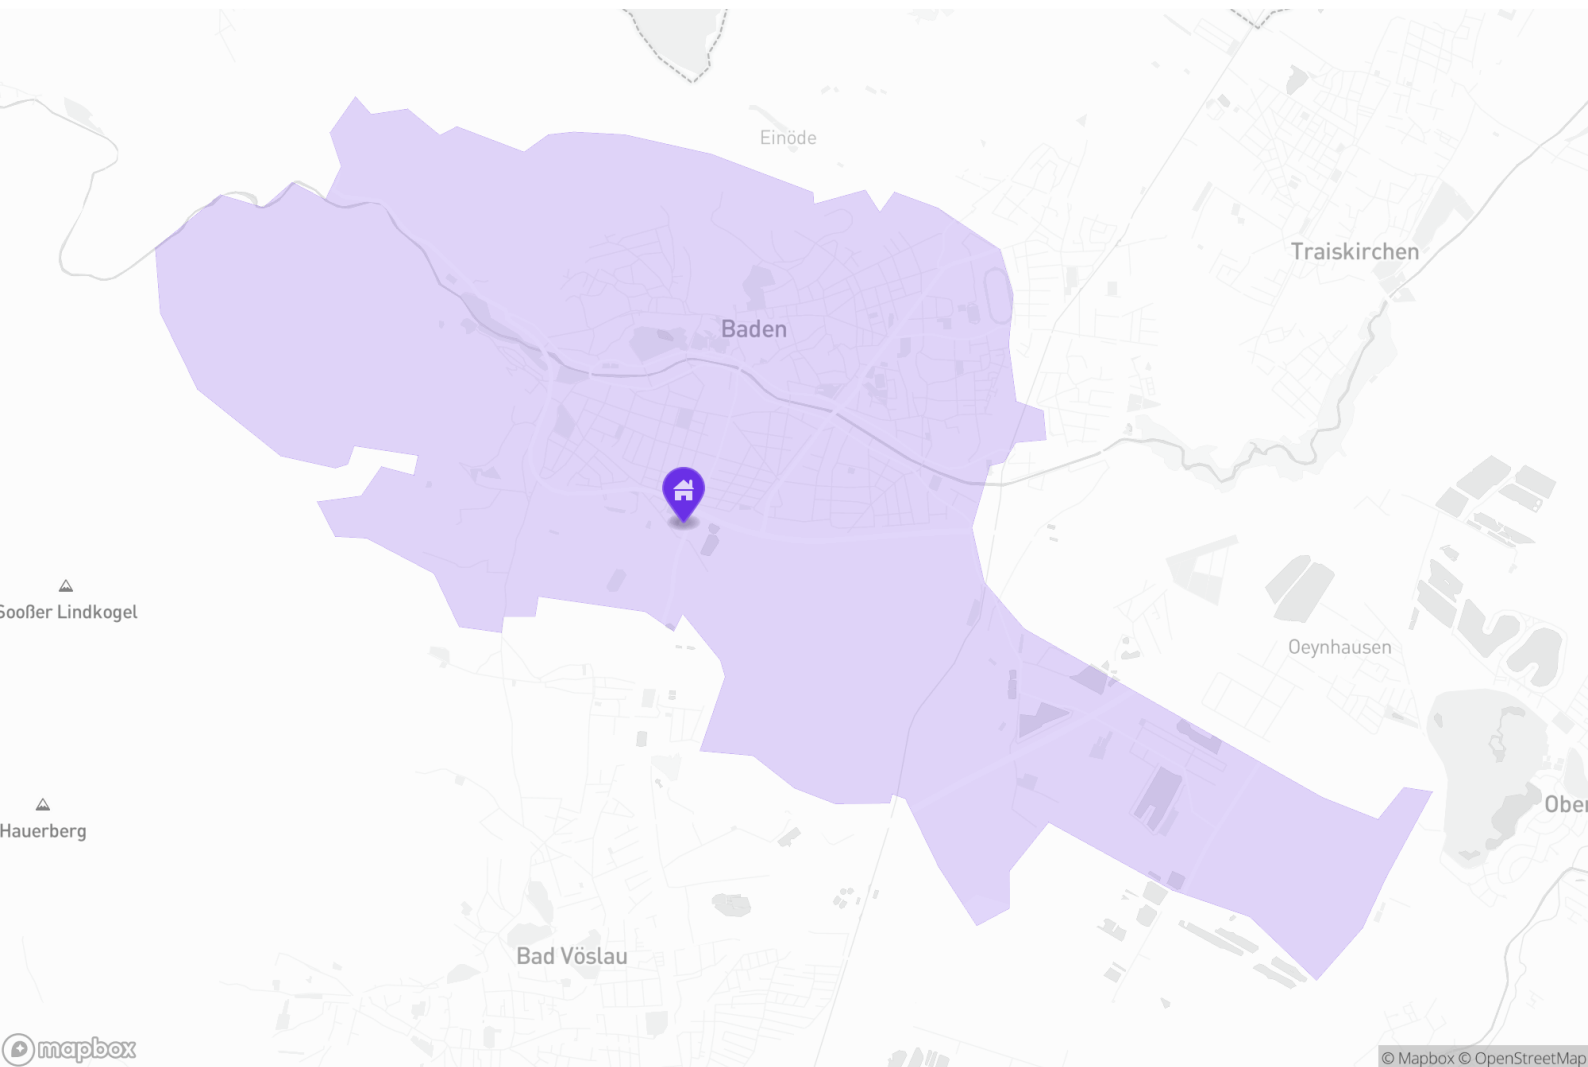 Einöde
Traiskirchen
Baden
Sooßer Lindkogel
Oeynhausen
Hauerberg
Ober
Bad Vöslau
mapbox
© Mapbox © OpenStreetMap